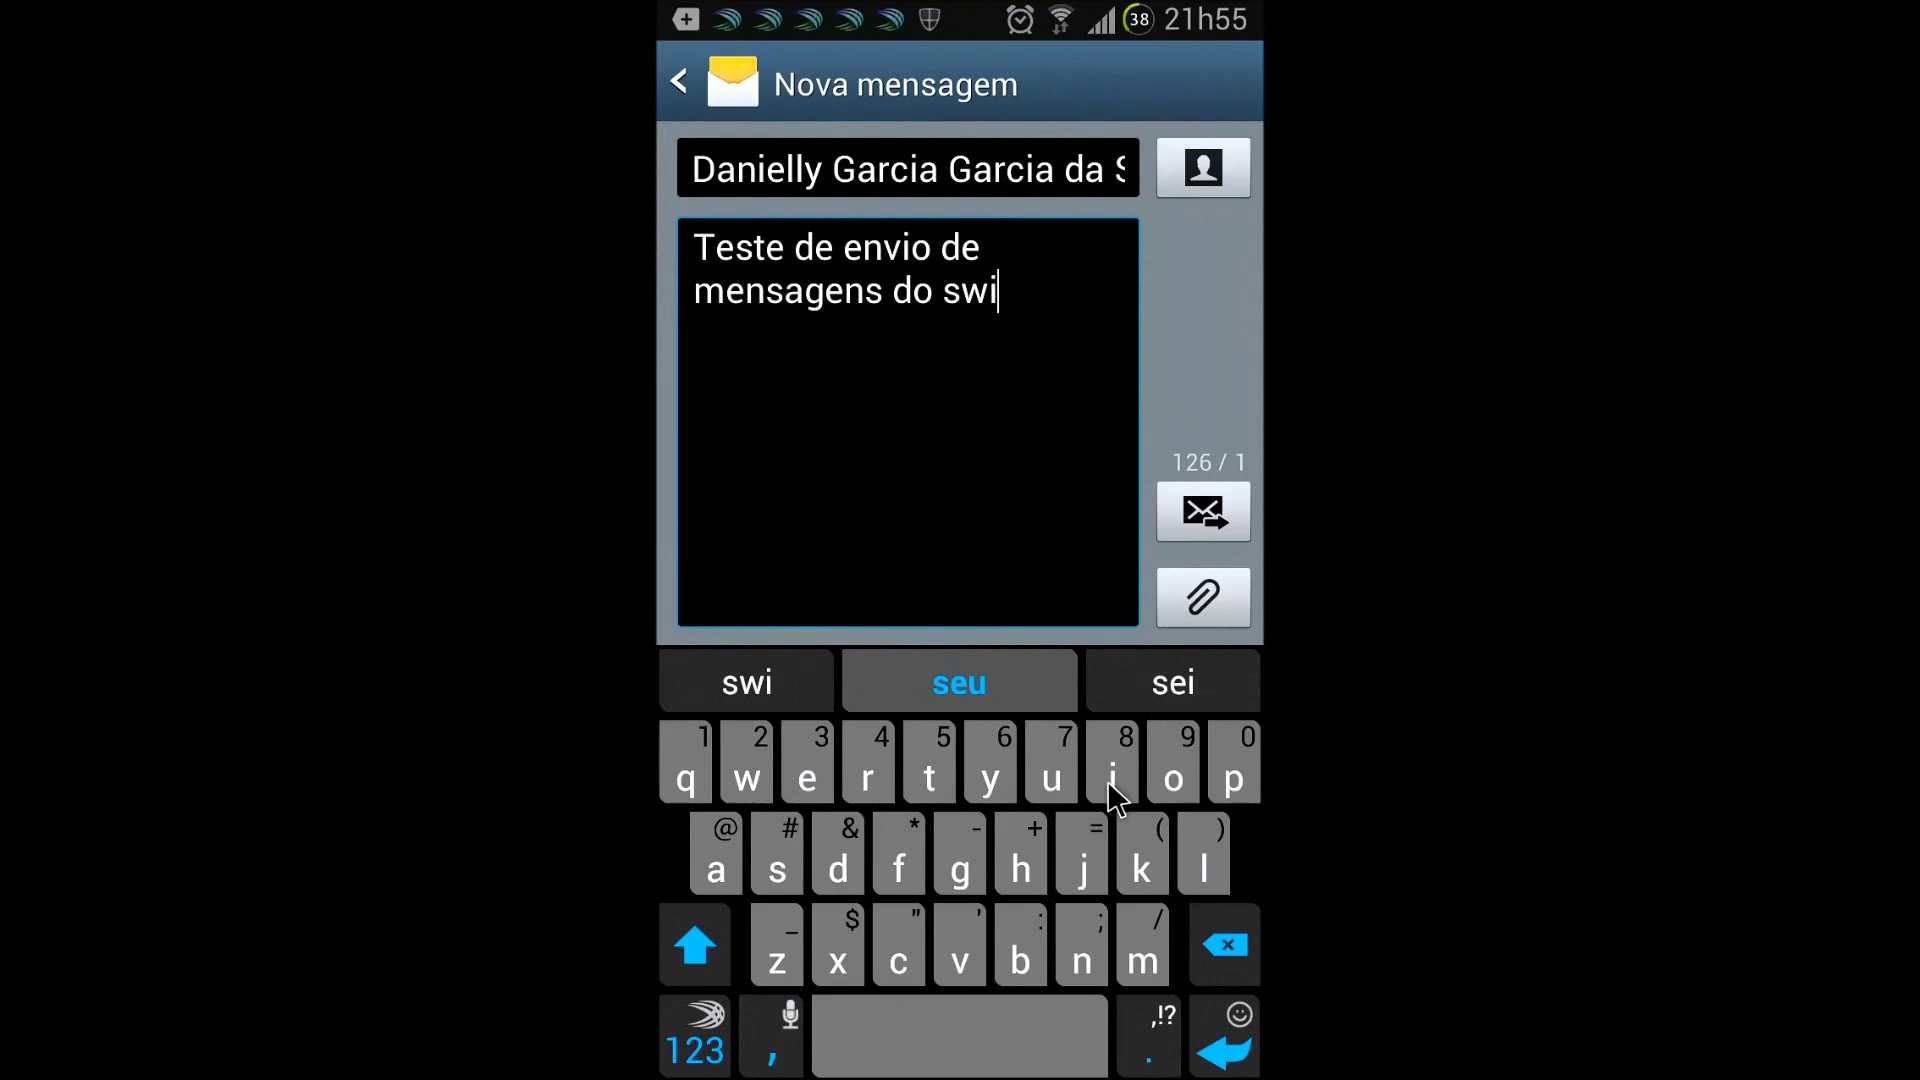 38 21h55
Nova mensagem
Danielly Garcia Garcia da S
Teste de envio de
mensagens do swi
126 / 1
swi seu sei
1 2 3 4 5 6 7 8 9 0
q w e r t y u i o p
@ # & * - + = ( )
a s d f g h j k l
_ $ " ' : ; /
z x c v b n m
,!?
123 , .